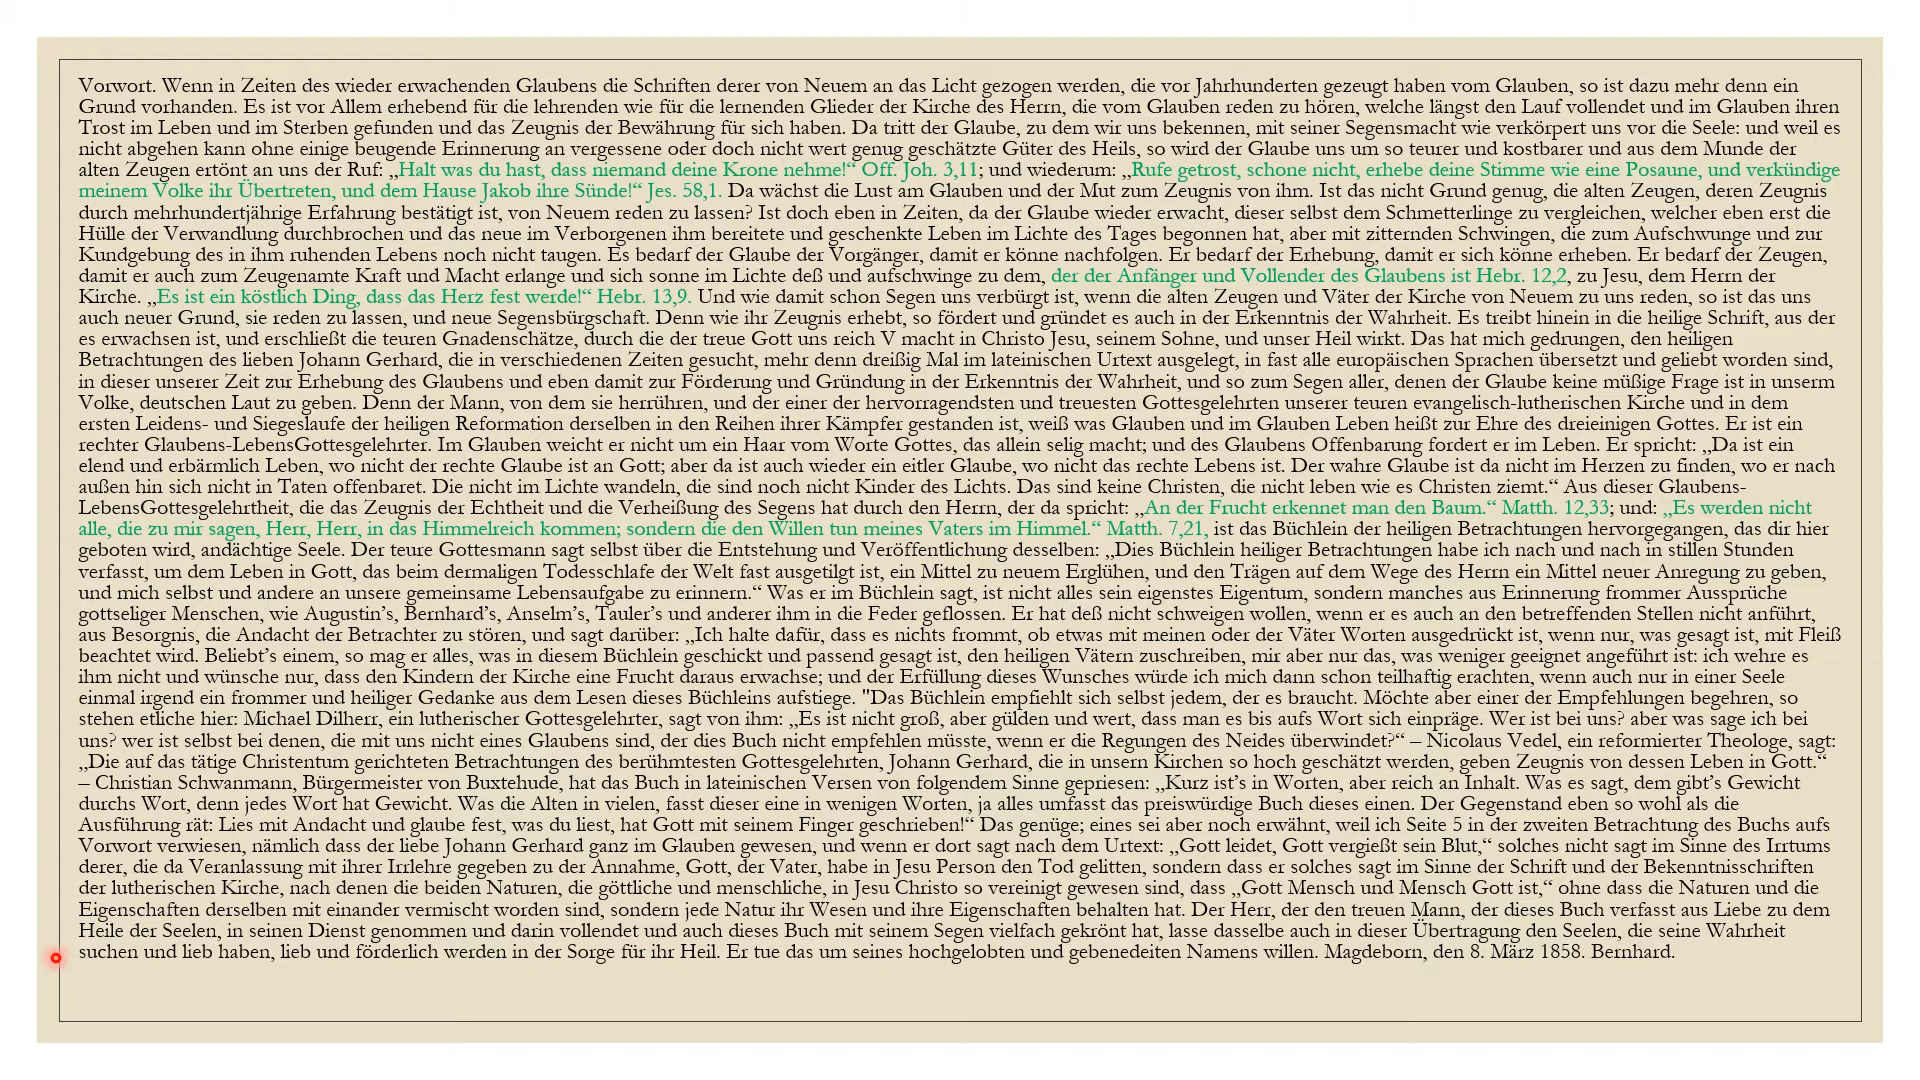 Vorwort. Wenn in Zeiten des wieder erwachenden Glaubens die Schriften derer von Neuem an das Licht gezogen werden, die vor Jahrhunderten gezeugt haben vom Glauben, so ist dazu mehr denn ein
Grund vorhanden. Es ist vor Allem erhebend für die lehrenden wie für die lernenden Glieder der Kirche des Herrn, die vom Glauben reden zu hören, welche längst den Lauf vollendet und im Glauben ihren
Trost im Leben und im Sterben gefunden und das Zeugnis der Bewährung für sich haben. Da tritt der Glaube, zu dem wir uns bekennen, mit seiner Segensmacht wie verkörpert uns vor die Seele: und weil es
nicht abgehen kann ohne einige beugende Erinnerung an vergessene oder doch nicht wert genug geschätzte Güter des Heils, so wird der Glaube uns um so teurer und kostbarer und aus dem Munde der
alten Zeugen ertönt an uns der Ruf: „Halt was du hast, dass niemand deine Krone nehme!“ Off. Joh. 3,11; und wiederum: „Rufe getrost, schone nicht, erhebe deine Stimme wie eine Posaune, und verkündige
meinem Volke ihr Übertreten, und dem Hause Jakob ihre Sünde!“ Jes. 58,1. Da wächst die Lust am Glauben und der Mut zum Zeugnis von ihm. Ist das nicht Grund genug, die alten Zeugen, deren Zeugnis
durch mehrhundertjährige Erfahrung bestätigt ist, von Neuem reden zu lassen? Ist doch eben in Zeiten, da der Glaube wieder erwacht, dieser selbst dem Schmetterlinge zu vergleichen, welcher eben erst die
Hülle der Verwandlung durchbrochen und das neue im Verborgenen ihm bereitete und geschenkte Leben im Lichte des Tages begonnen hat, aber mit zitternden Schwingen, die zum Aufschwunge und zur
Kundgebung des in ihm ruhenden Lebens noch nicht taugen. Es bedarf der Glaube der Vorgänger, damit er könne nachfolgen. Er bedarf der Erhebung, damit er sich könne erheben. Er bedarf der Zeugen,
damit er auch zum Zeugenamte Kraft und Macht erlange und sich sonne im Lichte deß und aufschwinge zu dem, der der Anfänger und Vollender des Glaubens ist Hebr. 12,2, zu Jesu, dem Herrn der
Kirche. „Es ist ein köstlich Ding, dass das Herz fest werde!“ Hebr. 13,9. Und wie damit schon Segen uns verbürgt ist, wenn die alten Zeugen und Väter der Kirche von Neuem zu uns reden, so ist das uns
auch neuer Grund, sie reden zu lassen, und neue Segensbürgschaft. Denn wie ihr Zeugnis erhebt, so fördert und gründet es auch in der Erkenntnis der Wahrheit. Es treibt hinein in die heilige Schrift, aus der
es erwachsen ist, und erschließt die teuren Gnadenschätze, durch die der treue Gott uns reich V macht in Christo Jesu, seinem Sohne, und unser Heil wirkt. Das hat mich gedrungen, den heiligen
Betrachtungen des lieben Johann Gerhard, die in verschiedenen Zeiten gesucht, mehr denn dreißig Mal im lateinischen Urtext ausgelegt, in fast alle europäischen Sprachen übersetzt und geliebt worden sind,
in dieser unserer Zeit zur Erhebung des Glaubens und eben damit zur Förderung und Gründung in der Erkenntnis der Wahrheit, und so zum Segen aller, denen der Glaube keine müßige Frage ist in unserm
Volke, deutschen Laut zu geben. Denn der Mann, von dem sie herrühren, und der einer der hervorragendsten und treuesten Gottesgelehrten unserer teuren evangelisch-lutherischen Kirche und in dem
ersten Leidens- und Siegeslaufe der heiligen Reformation derselben in den Reihen ihrer Kämpfer gestanden ist, weiß was Glauben und im Glauben Leben heißt zur Ehre des dreieinigen Gottes. Er ist ein
rechter Glaubens-LebensGottesgelehrter. Im Glauben weicht er nicht um ein Haar vom Worte Gottes, das allein selig macht; und des Glaubens Offenbarung fordert er im Leben. Er spricht: „Da ist ein
elend und erbärmlich Leben, wo nicht der rechte Glaube ist an Gott; aber da ist auch wieder ein eitler Glaube, wo nicht das rechte Lebens ist. Der wahre Glaube ist da nicht im Herzen zu finden, wo er nach
außen hin sich nicht in Taten offenbaret. Die nicht im Lichte wandeln, die sind noch nicht Kinder des Lichts. Das sind keine Christen, die nicht leben wie es Christen ziemt.“ Aus dieser Glaubens-
LebensGottesgelehrtheit, die das Zeugnis der Echtheit und die Verheißung des Segens hat durch den Herrn, der da spricht: „An der Frucht erkennet man den Baum.“ Matth. 12,33; und: „Es werden nicht
alle, die zu mir sagen, Herr, Herr, in das Himmelreich kommen; sondern die den Willen tun meines Vaters im Himmel.“ Matth. 7,21, ist das Büchlein der heiligen Betrachtungen hervorgegangen, das dir hier
geboten wird, andächtige Seele. Der teure Gottesmann sagt selbst über die Entstehung und Veröffentlichung desselben: „Dies Büchlein heiliger Betrachtungen habe ich nach und nach in stillen Stunden
verfasst, um dem Leben in Gott, das beim dermaligen Todesschlafe der Welt fast ausgetilgt ist, ein Mittel zu neuem Erglühen, und den Trägen auf dem Wege des Herrn ein Mittel neuer Anregung zu geben,
und mich selbst und andere an unsere gemeinsame Lebensaufgabe zu erinnern.“ Was er im Büchlein sagt, ist nicht alles sein eigenstes Eigentum, sondern manches aus Erinnerung frommer Aussprüche
gottseliger Menschen, wie Augustin’s, Bernhard’s, Anselm’s, Tauler’s und anderer ihm in die Feder geflossen. Er hat deß nicht schweigen wollen, wenn er es auch an den betreffenden Stellen nicht anführt,
aus Besorgnis, die Andacht der Betrachter zu stören, und sagt darüber: „Ich halte dafür, dass es nichts frommt, ob etwas mit meinen oder der Väter Worten ausgedrückt ist, wenn nur, was gesagt ist, mit Fleiß
beachtet wird. Beliebt’s einem, so mag er alles, was in diesem Büchlein geschickt und passend gesagt ist, den heiligen Vätern zuschreiben, mir aber nur das, was weniger geeignet angeführt ist: ich wehre es
ihm nicht und wünsche nur, dass den Kindern der Kirche eine Frucht daraus erwachse; und der Erfüllung dieses Wunsches würde ich mich dann schon teilhaftig erachten, wenn auch nur in einer Seele
einmal irgend ein frommer und heiliger Gedanke aus dem Lesen dieses Büchleins aufstiege. "Das Büchlein empfiehlt sich selbst jedem, der es braucht. Möchte aber einer der Empfehlungen begehren, so
stehen etliche hier: Michael Dilherr, ein lutherischer Gottesgelehrter, sagt von ihm: „Es ist nicht groß, aber gülden und wert, dass man es bis aufs Wort sich einpräge. Wer ist bei uns? aber was sage ich bei
uns? wer ist selbst bei denen, die mit uns nicht eines Glaubens sind, der dies Buch nicht empfehlen müsste, wenn er die Regungen des Neides überwindet?“ – Nicolaus Vedel, ein reformierter Theologe, sagt:
„Die auf das tätige Christentum gerichteten Betrachtungen des berühmtesten Gottesgelehrten, Johann Gerhard, die in unsern Kirchen so hoch geschätzt werden, geben Zeugnis von dessen Leben in Gott.“
– Christian Schwanmann, Bürgermeister von Buxtehude, hat das Buch in lateinischen Versen von folgendem Sinne gepriesen: „Kurz ist’s in Worten, aber reich an Inhalt. Was es sagt, dem gibt’s Gewicht
durchs Wort, denn jedes Wort hat Gewicht. Was die Alten in vielen, fasst dieser eine in wenigen Worten, ja alles umfasst das preiswürdige Buch dieses einen. Der Gegenstand eben so wohl als die
Ausführung rät: Lies mit Andacht und glaube fest, was du liest, hat Gott mit seinem Finger geschrieben!“ Das genüge; eines sei aber noch erwähnt, weil ich Seite 5 in der zweiten Betrachtung des Buchs aufs
Vorwort verwiesen, nämlich dass der liebe Johann Gerhard ganz im Glauben gewesen, und wenn er dort sagt nach dem Urtext: „Gott leidet, Gott vergießt sein Blut,“ solches nicht sagt im Sinne des Irrtums
derer, die da Veranlassung mit ihrer Irrlehre gegeben zu der Annahme, Gott, der Vater, habe in Jesu Person den Tod gelitten, sondern dass er solches sagt im Sinne der Schrift und der Bekenntnisschriften
der lutherischen Kirche, nach denen die beiden Naturen, die göttliche und menschliche, in Jesu Christo so vereinigt gewesen sind, dass „Gott Mensch und Mensch Gott ist,“ ohne dass die Naturen und die
Eigenschaften derselben mit einander vermischt worden sind, sondern jede Natur ihr Wesen und ihre Eigenschaften behalten hat. Der Herr, der den treuen Mann, der dieses Buch verfasst aus Liebe zu dem
Heile der Seelen, in seinen Dienst genommen und darin vollendet und auch dieses Buch mit seinem Segen vielfach gekrönt hat, lasse dasselbe auch in dieser Übertragung den Seelen, die seine Wahrheit
suchen und lieb haben, lieb und förderlich werden in der Sorge für ihr Heil. Er tue das um seines hochgelobten und gebenedeiten Namens willen. Magdeborn, den 8. März 1858. Bernhard.